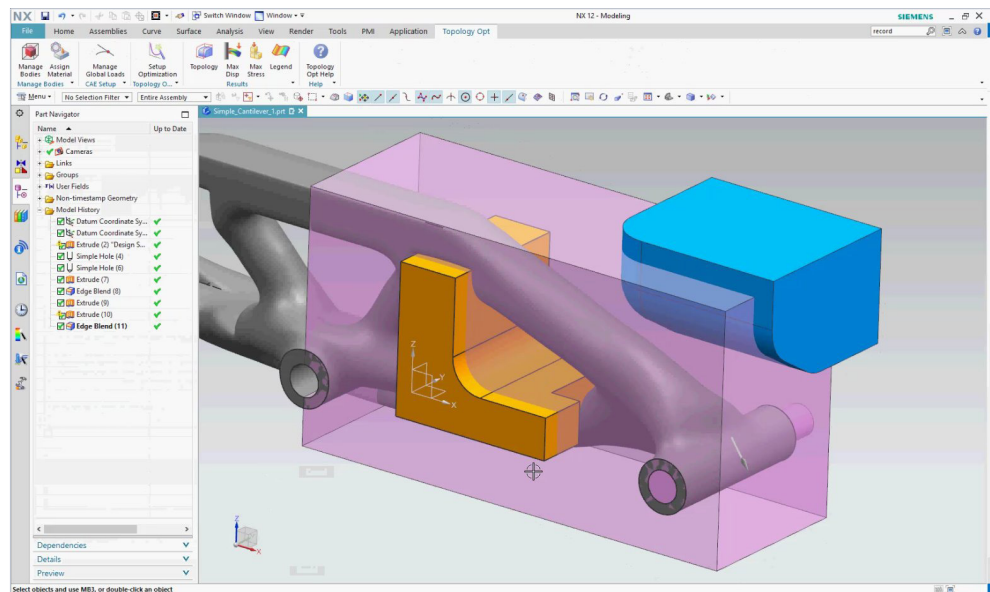 NX Switch Window Window NX 12 - Modeling SIEMENS
File Home Assemblies Curve Surface Analysis View Render Tools PMI Application Topology Opt record
Manage Bodies Assign Material Manage Global Loads Setup Optimization Topology Max Disp Max Stress Legend Topology Opt Help
Manage Bodies CAE Setup Topology O... Results Help
Menu No Selection Filter Entire Assembly
Part Navigator Simple_Cantilever_1.prt
Name Up to Date
Model Views
Cameras
Links
Groups
User Fields
Non-timestamp Geometry
Model History
Datum Coordinate Sy...
Datum Coordinate Sy...
Extrude (2) "Design S...
Simple Hole (4)
Simple Hole (6)
Extrude (7)
Edge Blend (8)
Extrude (9)
Extrude (10)
Edge Blend (11)
Z
Y
X
Z
X
Dependencies
Details
Preview
Select objects and use MB3, or double-click an object